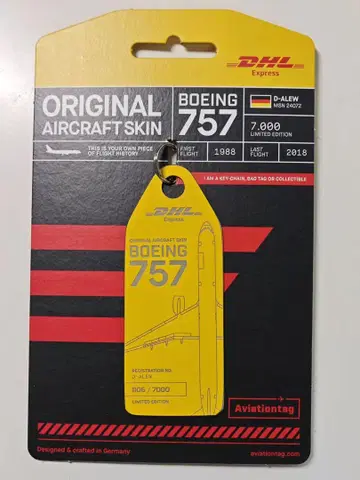 DHL
Express
ORIGINAL
AIRCRAFT SKIN
BOEING
757
D-ALEW
MSN 24072
7.000
LIMITED EDITION
THIS IS YOUR OWN PIECE
OF FLIGHT HISTORY
FIRST
FLIGHT
1988
LAST
FLIGHT
2018
I AM A KEY-CHAIN, BAG TAG OR COLLECTIBLE
DHL
Express
ORIGINAL AIRCRAFT SKIN
BOEING
757
REGISTRATION NO.
D-ALEW
/ 7000
LIMITED EDITION
Aviationtag
Designed & crafted in Germany
aviationtag.com